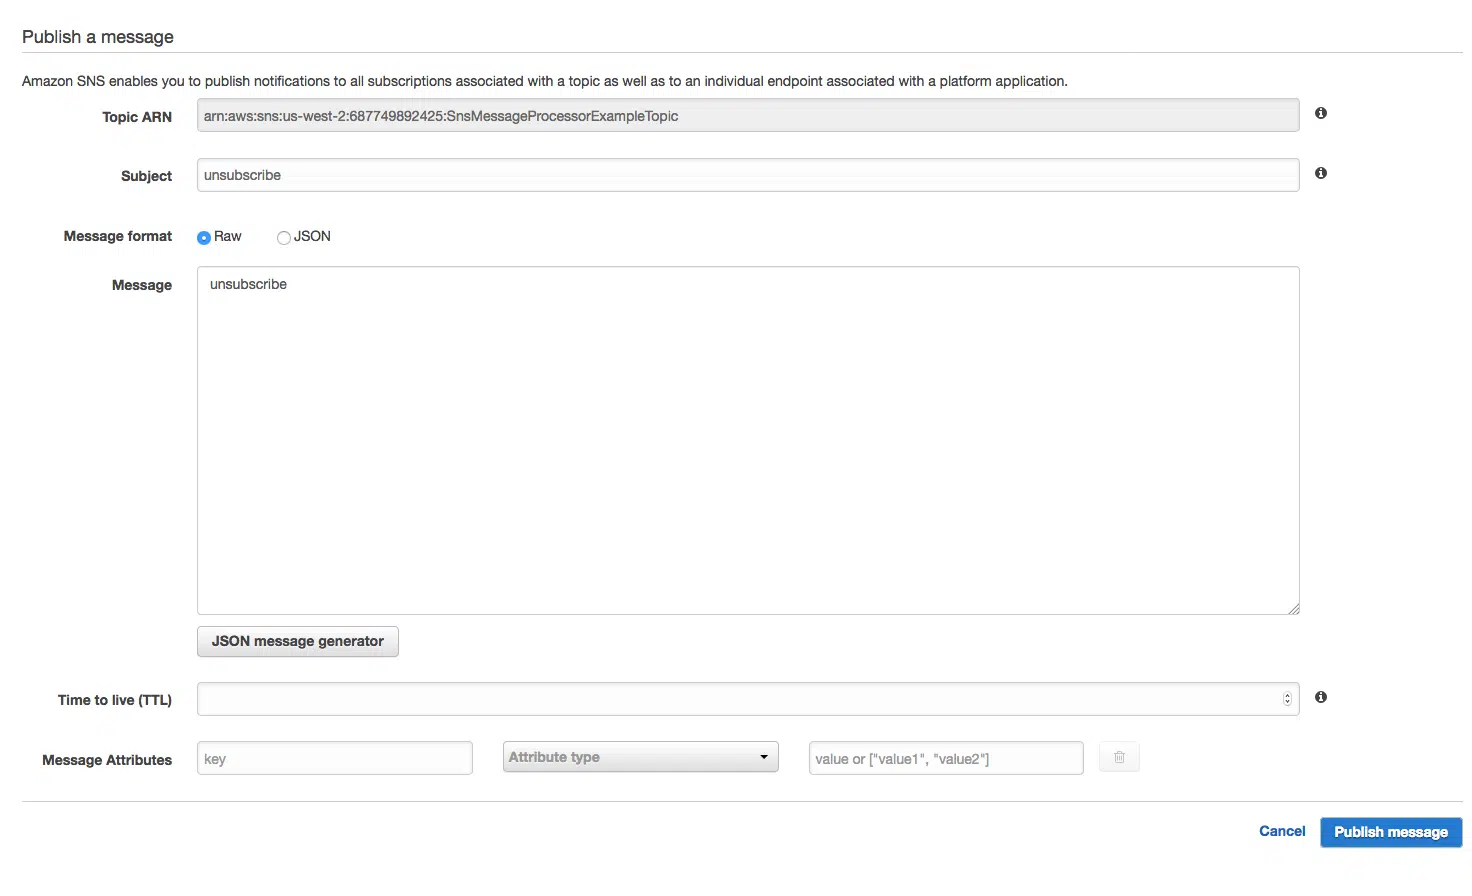 Publish a message
Amazon SNS enables you to publish notifications to all subscriptions associated with a topic as well as to an individual endpoint associated with a platform application.
Topic ARN arn:aws:sns:us-west-2:687749892425:SnsMessageProcessorExampleTopic
Subject unsubscribe
Message format Raw JSON
Message unsubscribe
JSON message generator
Time to live (TTL)
Message Attributes key Attribute type value or ["value1", "value2"]
Cancel Publish message